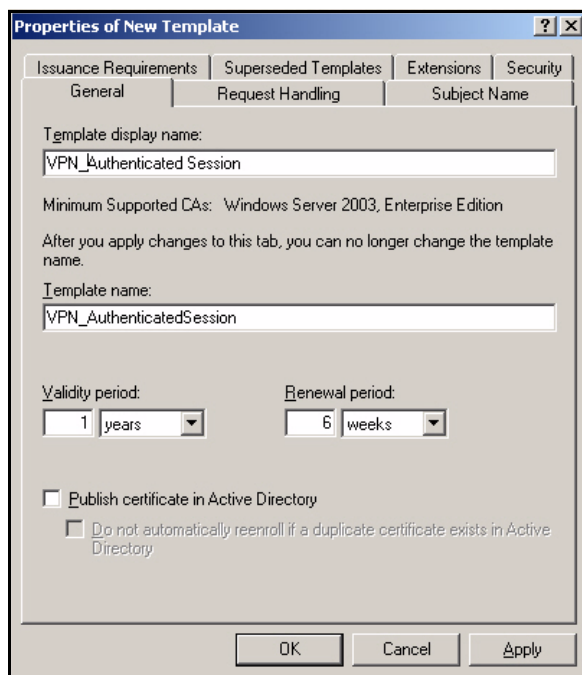 Properties of New Template
Issuance Requirements
Superseded Templates
Extensions
Security
General
Request Handling
Subject Name
Template display name:
VPN_Authenticated Session
Minimum Supported CAs: Windows Server 2003, Enterprise Edition
After you apply changes to this tab, you can no longer change the template
name.
Template name:
VPN_AuthenticatedSession
Validity period:
1 years
Renewal period:
6 weeks
Publish certificate in Active Directory
Do not automatically reenroll if a duplicate certificate exists in Active
Directory
OK
Cancel
Apply